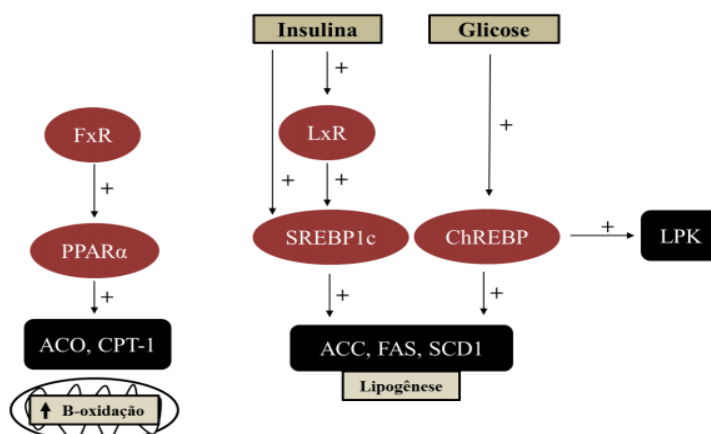 Insulina
Glicose
+
FxR
LxR
+
+
+
+
PPARα
SREBP1c
ChREBP
+
LPK
+
+
+
ACO, CPT-1
ACC, FAS, SCD1
Lipogênese
B-oxidação